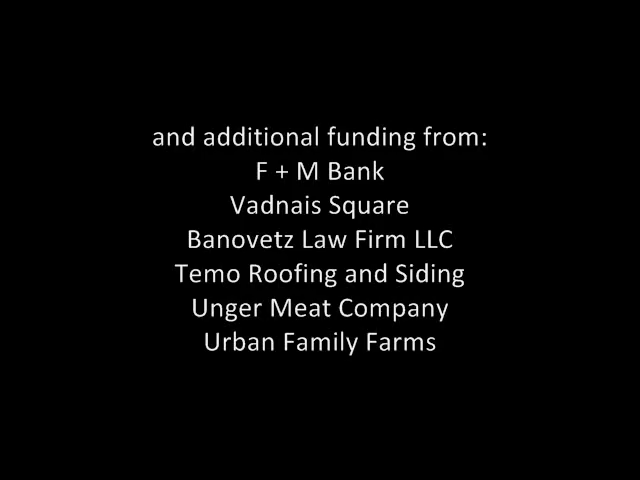 and additional funding from:
F + M Bank
Vadnais Square
Banovetz Law Firm LLC
Temo Roofing and Siding
Unger Meat Company
Urban Family Farms